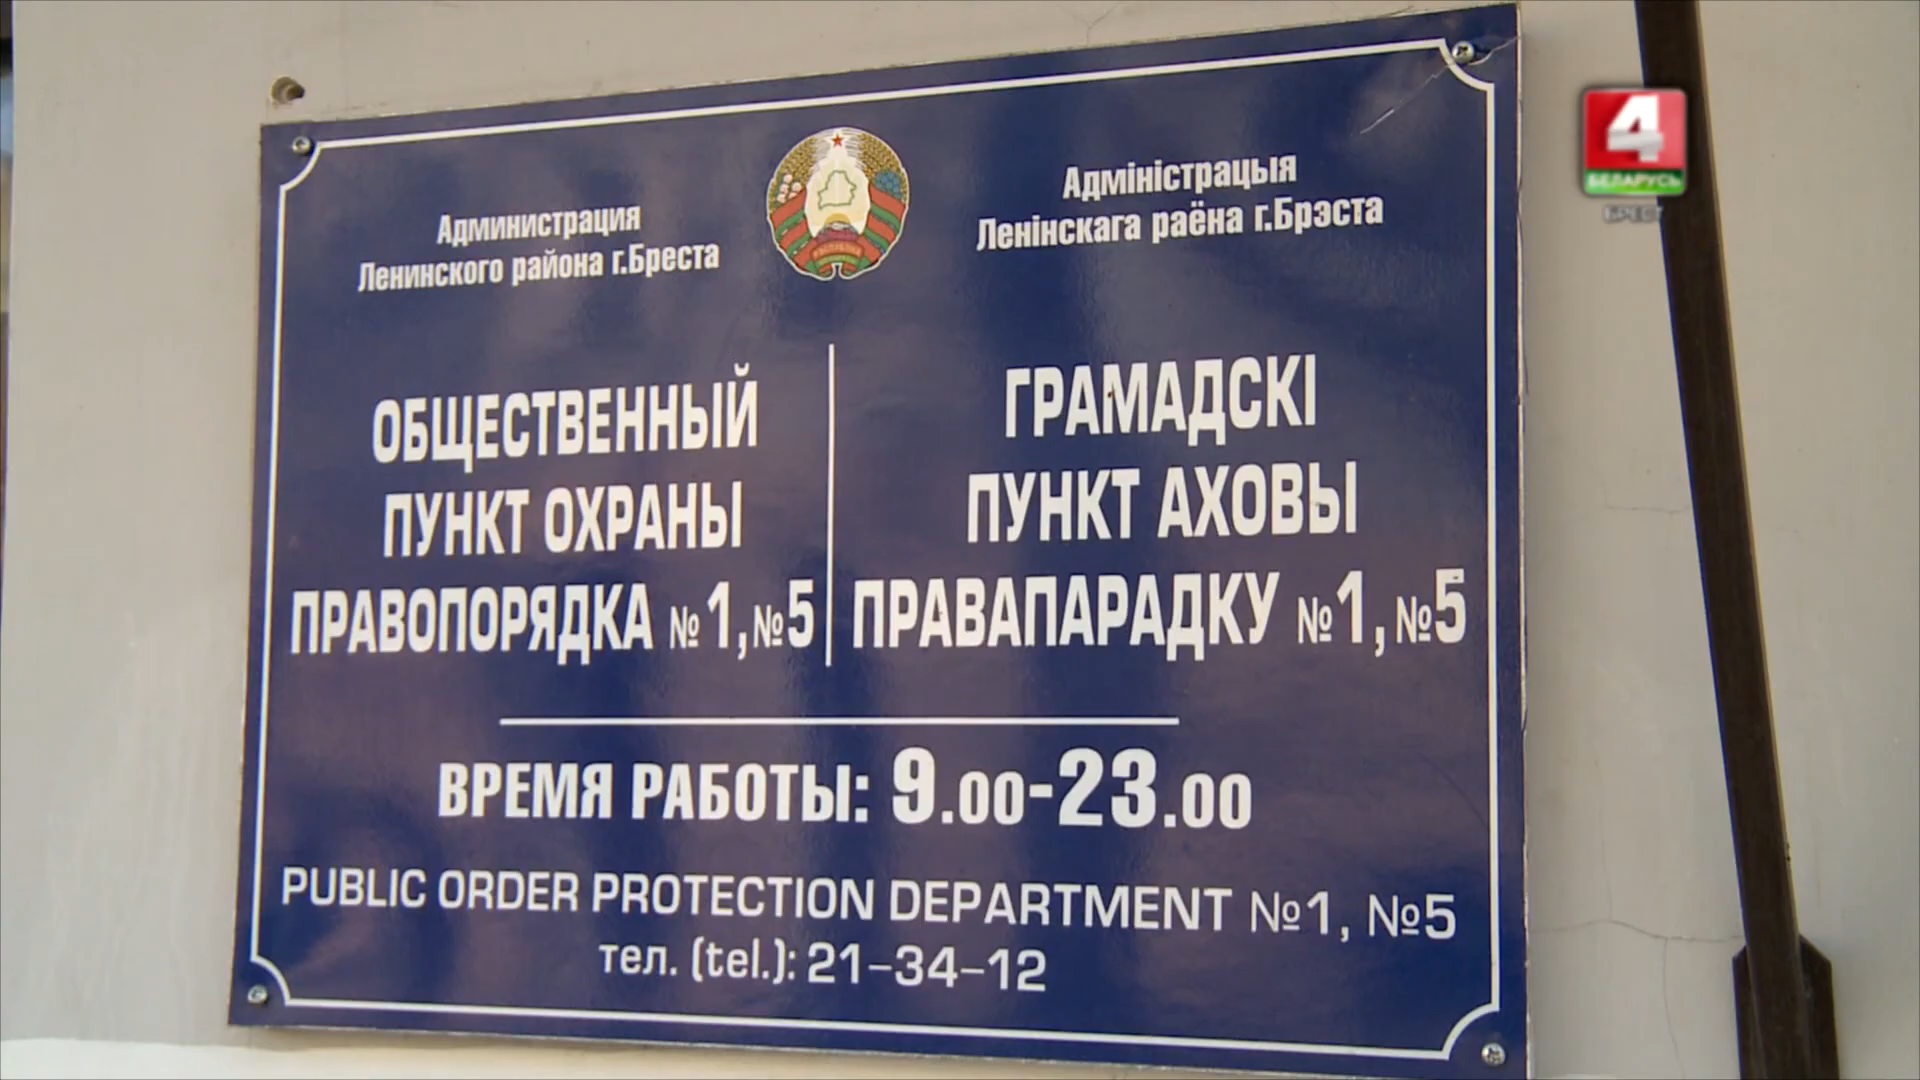 Администрация
Ленинского района г.Бреста
Адміністрацыя
Ленінскага раёна г.Брэста
ОБЩЕСТВЕННЫЙ
ПУНКТ ОХРАНЫ
ПРАВОПОРЯДКА №1,№5
ГРАМАДСКІ
ПУНКТ АХОВЫ
ПРАВАПАРАДКУ №1,№5
ВРЕМЯ РАБОТЫ: 9.00-23.00
PUBLIC ORDER PROTECTION DEPARTMENT №1, №5
тел. (tel.): 21-34-12
4
БЕЛАРУСЬ
БРЕСТ